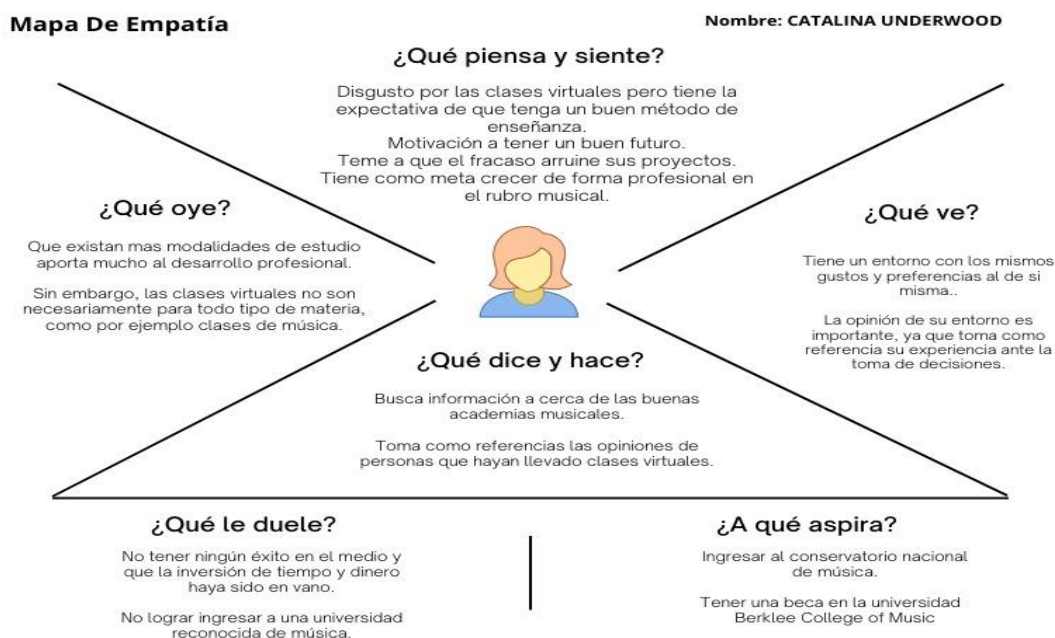 Mapa De Empatía
Nombre: CATALINA UNDERWOOD
¿Qué piensa y siente?
Disgusto por las clases virtuales pero tiene la
expectativa de que tenga un buen método de
enseñanza.
Motivación a tener un buen futuro.
Teme a que el fracaso arruine sus proyectos.
Tiene como meta crecer de forma profesional en
el rubro musical.
¿Qué oye?
Que existan mas modalidades de estudio
aporta mucho al desarrollo profesional.
Sin embargo, las clases virtuales no son
necesariamente para todo tipo de materia,
como por ejemplo clases de música.
¿Qué ve?
Tiene un entorno con los mismos
gustos y preferencias al de si
misma..
La opinión de su entorno es
importante, ya que toma como
referencia su experiencia ante la
toma de decisiones.
¿Qué dice y hace?
Busca información a cerca de las buenas
academias musicales.
Toma como referencias las opiniones de
personas que hayan llevado clases virtuales.
¿Qué le duele?
No tener ningún éxito en el medio y
que la inversión de tiempo y dinero
haya sido en vano.
No lograr ingresar a una universidad
reconocida de música.
¿A qué aspira?
Ingresar al conservatorio nacional
de música.
Tener una beca en la universidad
Berklee College of Music